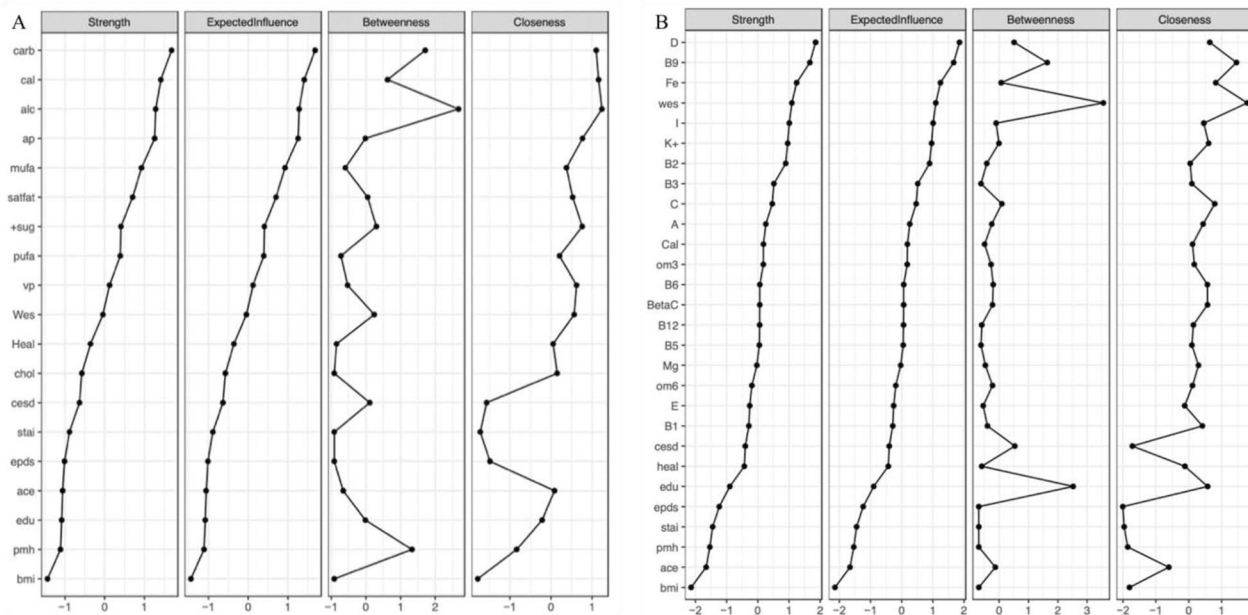 A
Strength ExpectedInfluence Betweenness Closeness
carb
cal
alc
ap
mufa
satfat
+sug
pufa
vp
Wes
Heal
chol
cesd
stai
epds
ace
edu
pmh
bmi
−1 0 1 −1 0 1 −1 0 1 2 −1 0 1
B
Strength ExpectedInfluence Betweenness Closeness
D
B9
Fe
wes
I
K+
B2
B3
C
A
Cal
om3
B6
BetaC
B12
B5
Mg
om6
E
B1
cesd
heal
edu
epds
stai
pmh
ace
bmi
−2 −1 0 1 2 −2 −1 0 1 2 0 1 2 3 −2 −1 0 1